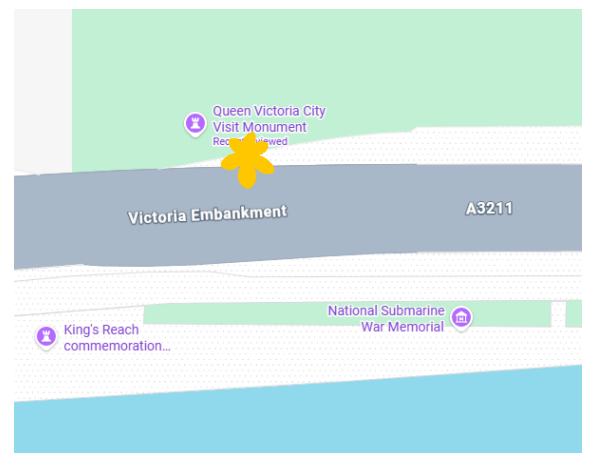 Queen Victoria City
Visit Monument
Victoria Embankment
A3211
National Submarine
War Memorial
King's Reach
commemoration...